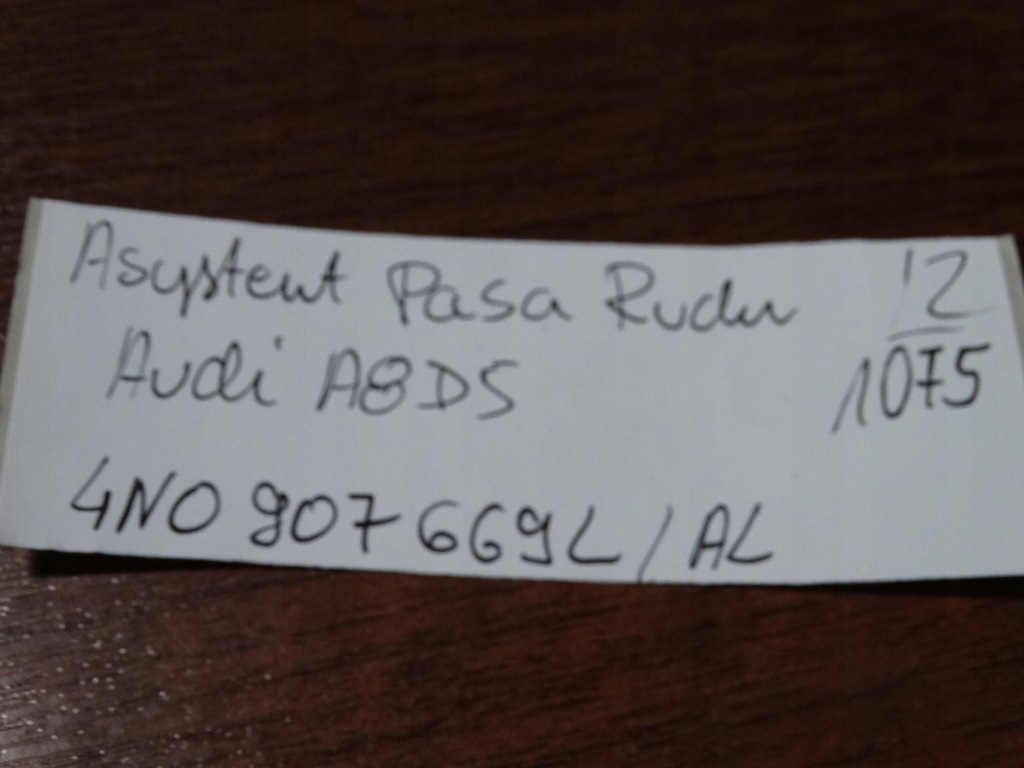 Asystent Pasa Ruchu 12
Audi A8D5 1075
4N0 907 669L / AL